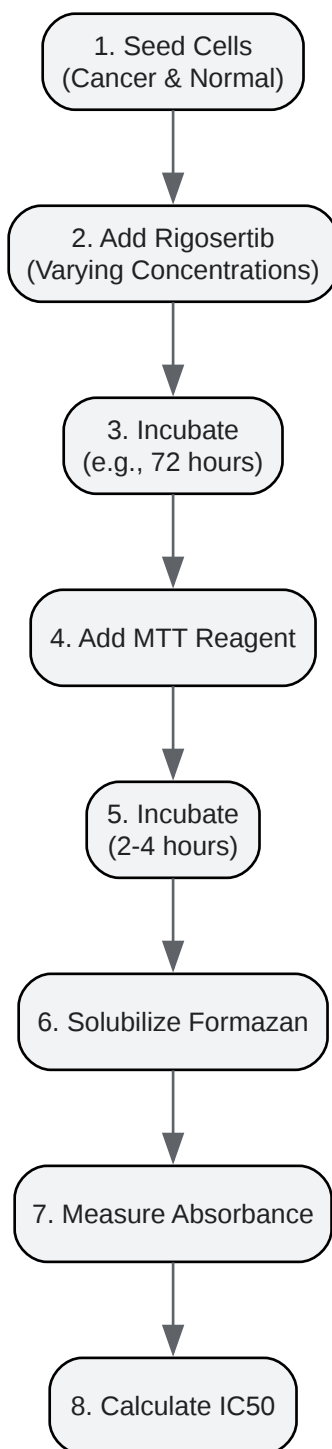 1. Seed Cells
(Cancer & Normal)
2. Add Rigosertib
(Varying Concentrations)
3. Incubate
(e.g., 72 hours)
4. Add MTT Reagent
5. Incubate
(2-4 hours)
6. Solubilize Formazan
7. Measure Absorbance
8. Calculate IC50